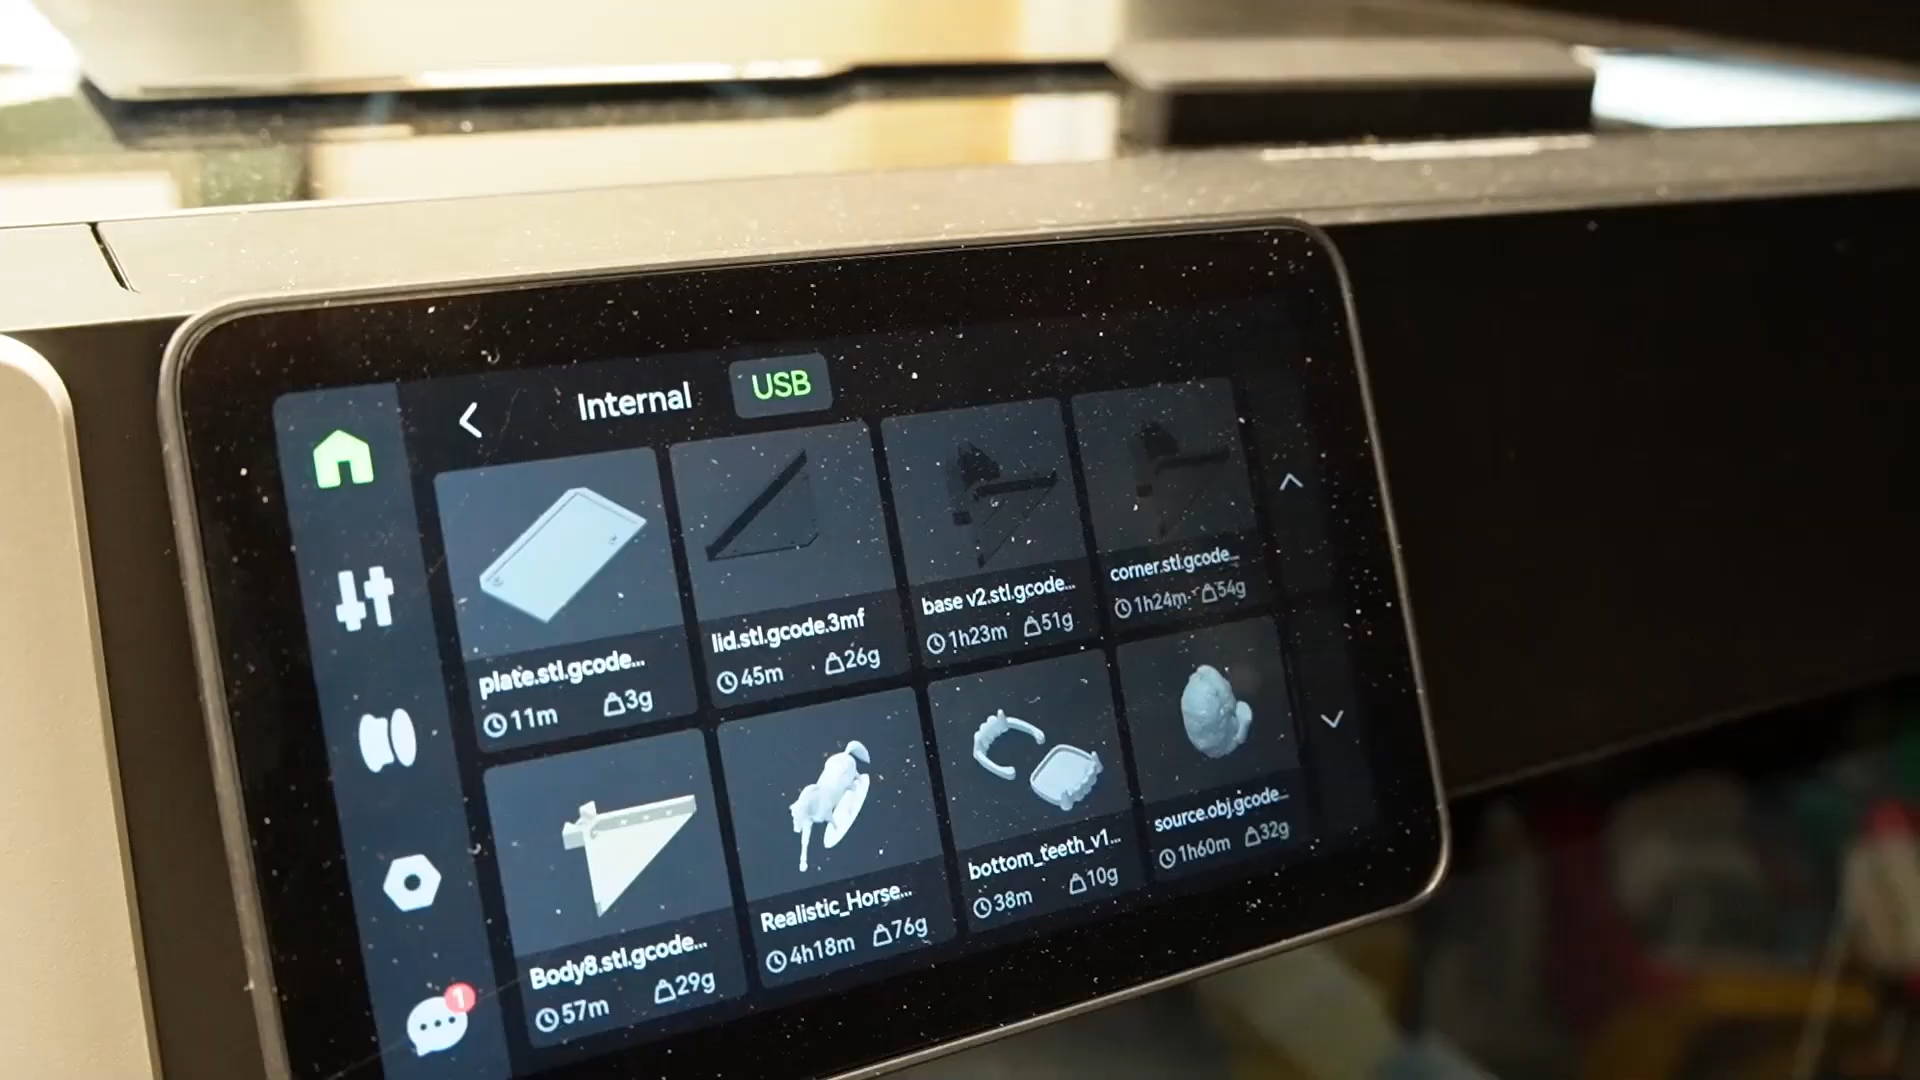 Internal
USB
plate.stl.gcode...
11m
3g
lid.stl.gcode.3mf
45m
26g
base v2.stl.gcode...
1h23m
51g
corner.stl.gcode...
1h24m
54g
Body8.stl.gcode...
57m
29g
Realistic_Horse...
4h18m
76g
bottom_teeth_v1...
38m
10g
source.obj.gcode...
1h60m
32g
1